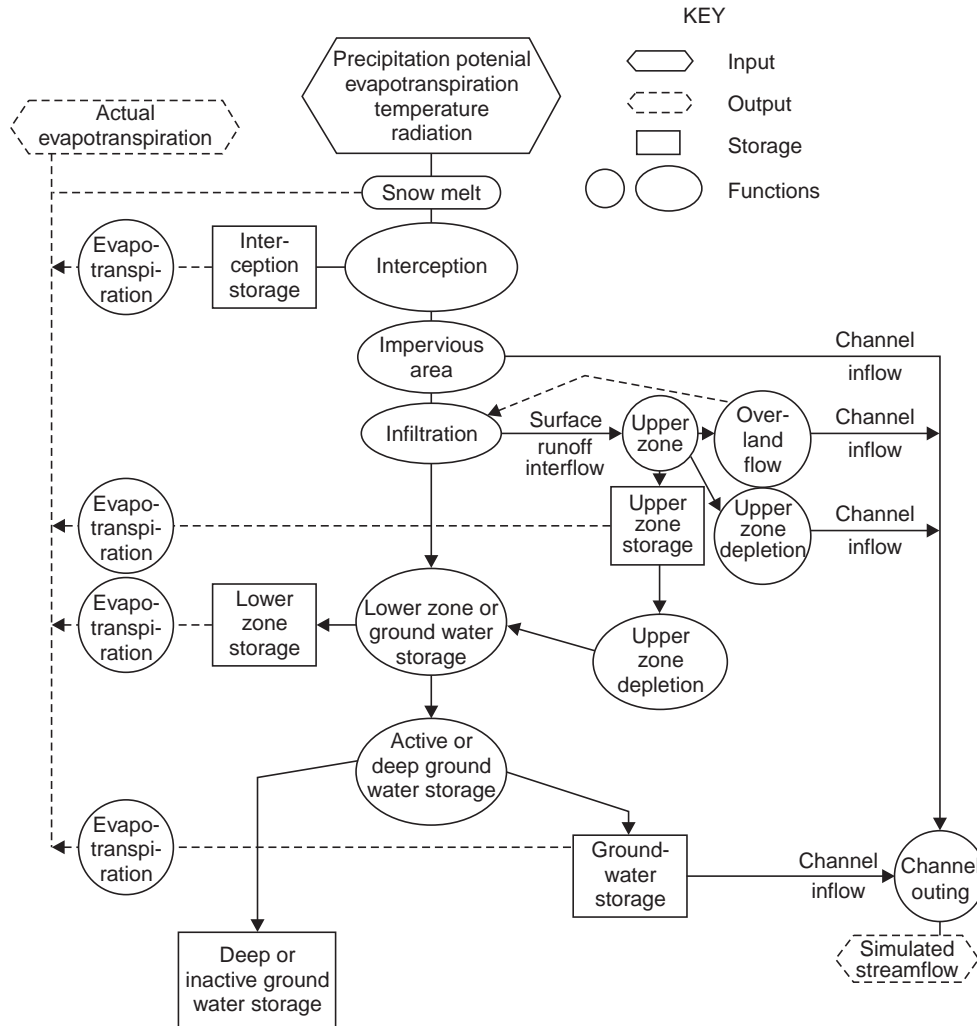 KEY
Input
Output
Storage
Functions
Precipitation potenial
evapotranspiration
temperature
radiation
Actual
evapotranspiration
Snow melt
Evapo-
transpi-
ration
Inter-
ception
storage
Interception
Impervious
area
Channel
inflow
Infiltration
Surface
runoff
interflow
Upper
zone
Over-
land
flow
Channel
inflow
Evapo-
transpi-
ration
Upper
zone
storage
Upper
zone
depletion
Channel
inflow
Evapo-
transpi-
ration
Lower
zone
storage
Lower zone or
ground water
storage
Upper
zone
depletion
Active or
deep ground
water storage
Evapo-
transpi-
ration
Ground-
water
storage
Channel
inflow
Channel
outing
Deep or
inactive ground
water storage
Simulated
streamflow